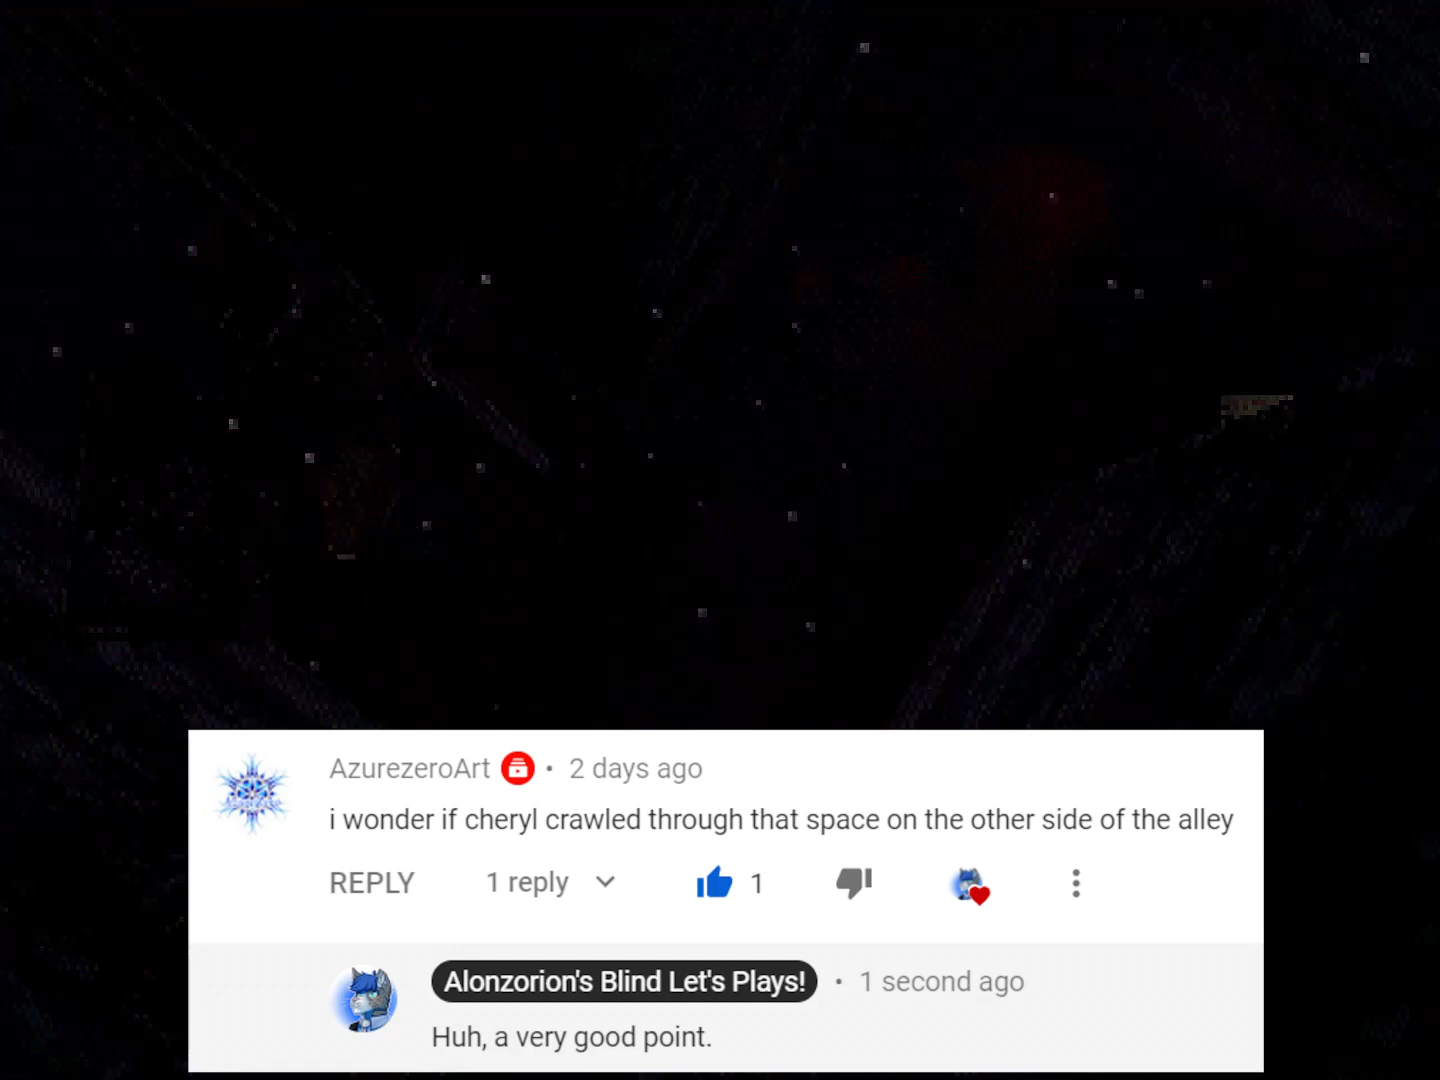 AzurezeroArt • 2 days ago
i wonder if cheryl crawled through that space on the other side of the alley
REPLY 1 reply 1
Alonzorion's Blind Let's Plays! • 1 second ago
Huh, a very good point.